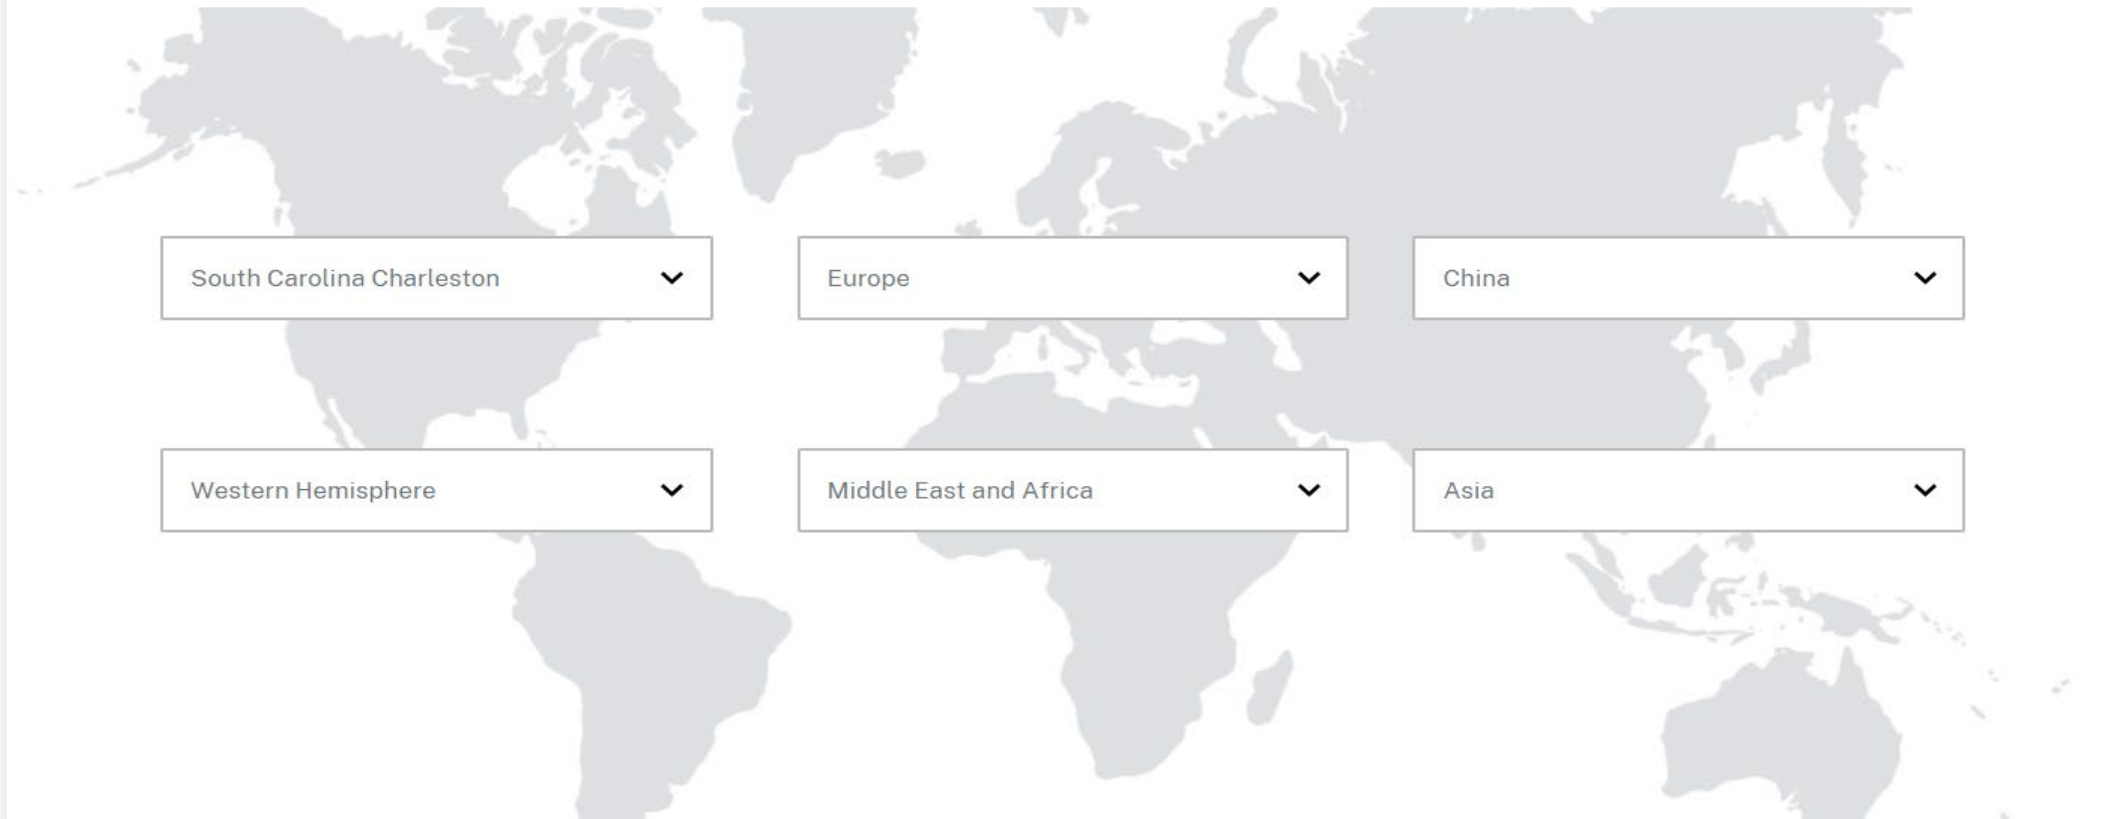 South Carolina Charleston
Europe
China
Western Hemisphere
Middle East and Africa
Asia